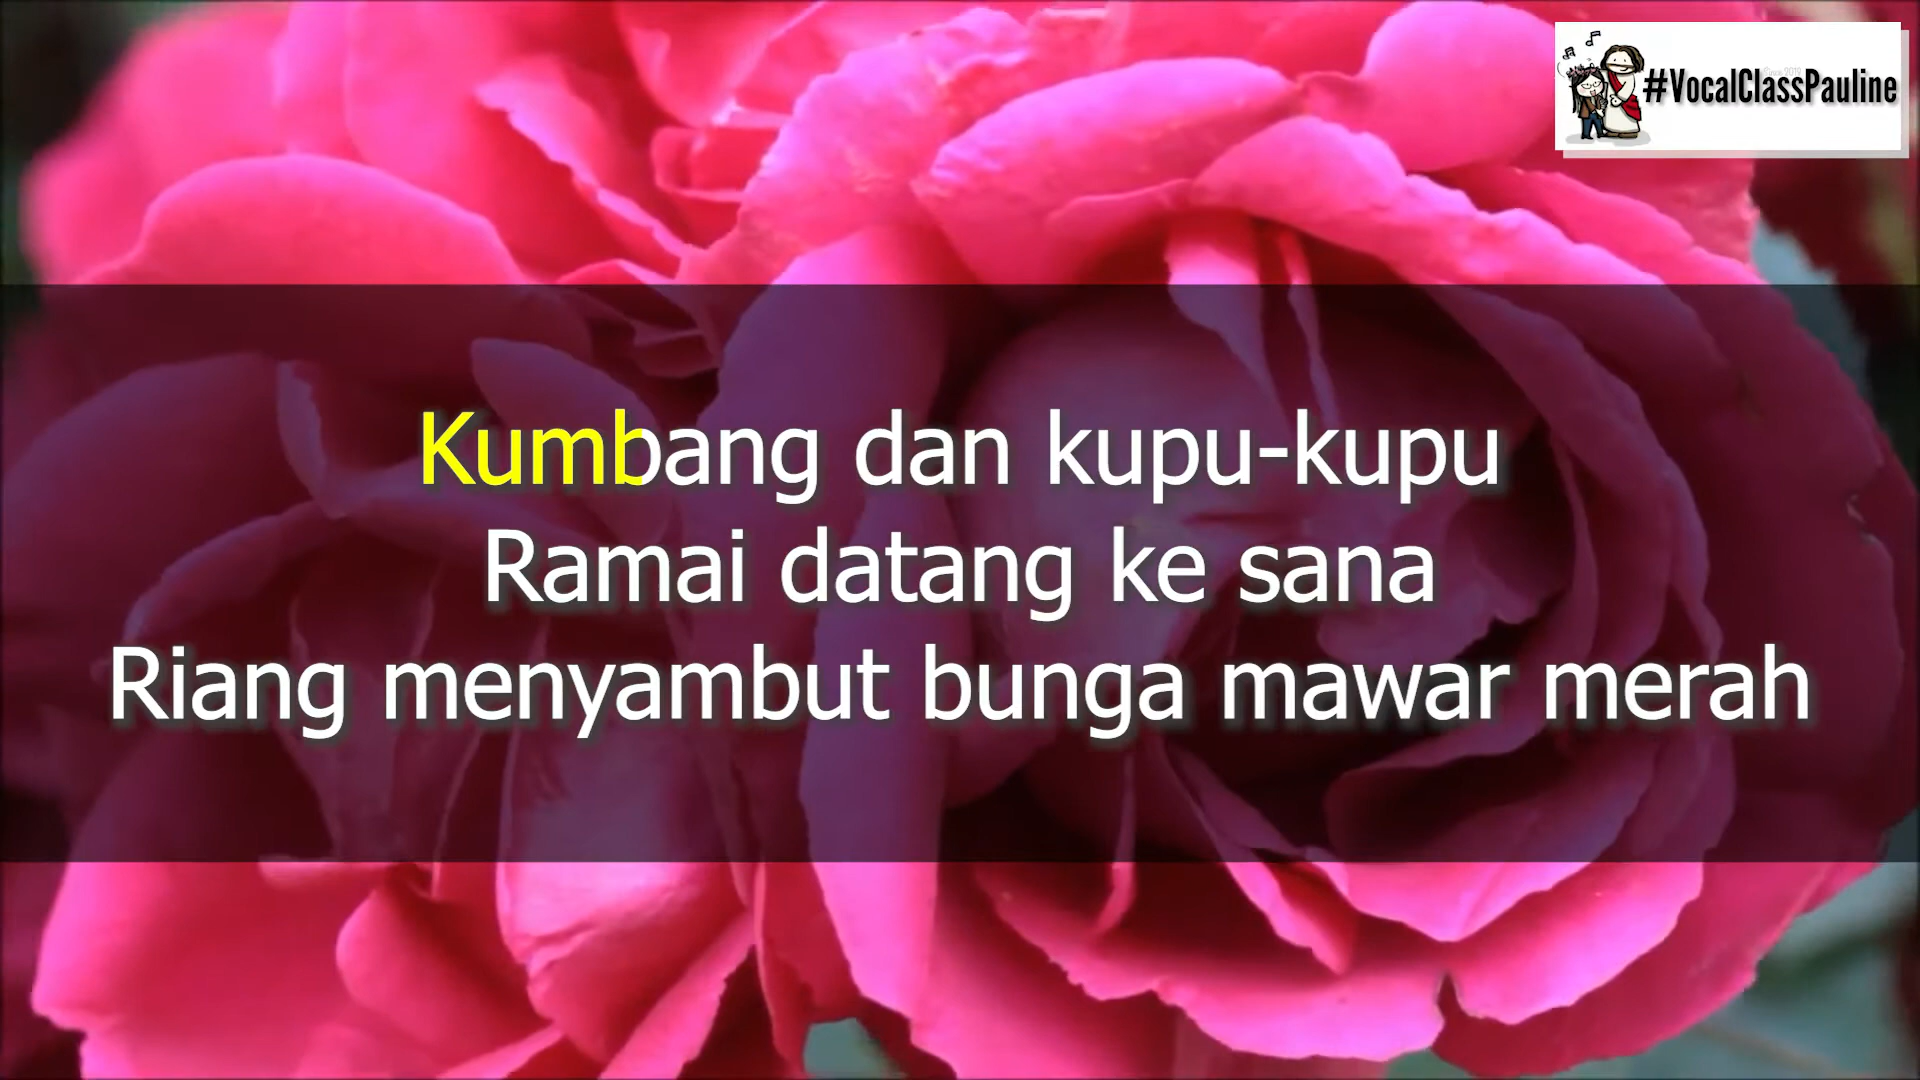 #VocalClassPauline
Kumbang dan kupu-kupu
Ramai datang ke sana
Riang menyambut bunga mawar merah